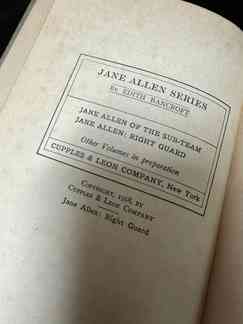 JANE ALLEN SERIES
By EDITH BANCROFT
JANE ALLEN OF THE SUB-TEAM
JANE ALLEN: RIGHT GUARD
Other Volumes in preparation
CUPPLES & LEON COMPANY, New York
COPYRIGHT, 1918, BY
CUPPLES & LEON COMPANY
Jane Allen: Right Guard